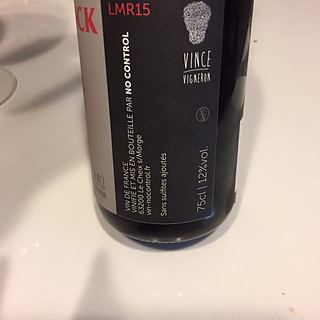 CK
LMR15
VINCE
VIGNERON
VIN DE FRANCE
VINIFIÉ ET MIS EN BOUTEILLE PAR NO CONTROL
63200 Le Cheix s/Morge
vin-nocontrol.fr
Sans sulfites ajoutés
75cl | 12%vol.